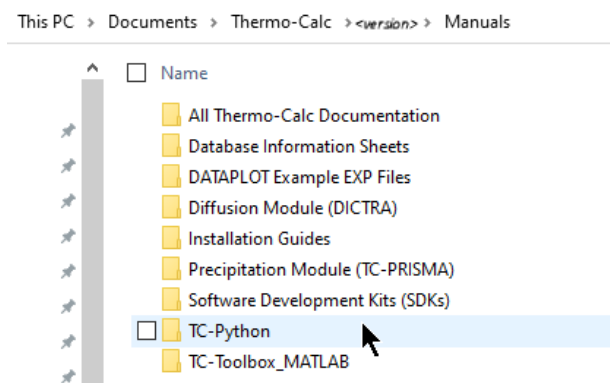 This PC > Documents > Thermo-Calc > <version> > Manuals
Name
All Thermo-Calc Documentation
Database Information Sheets
DATAPLOT Example EXP Files
Diffusion Module (DICTRA)
Installation Guides
Precipitation Module (TC-PRISMA)
Software Development Kits (SDKs)
TC-Python
TC-Toolbox_MATLAB